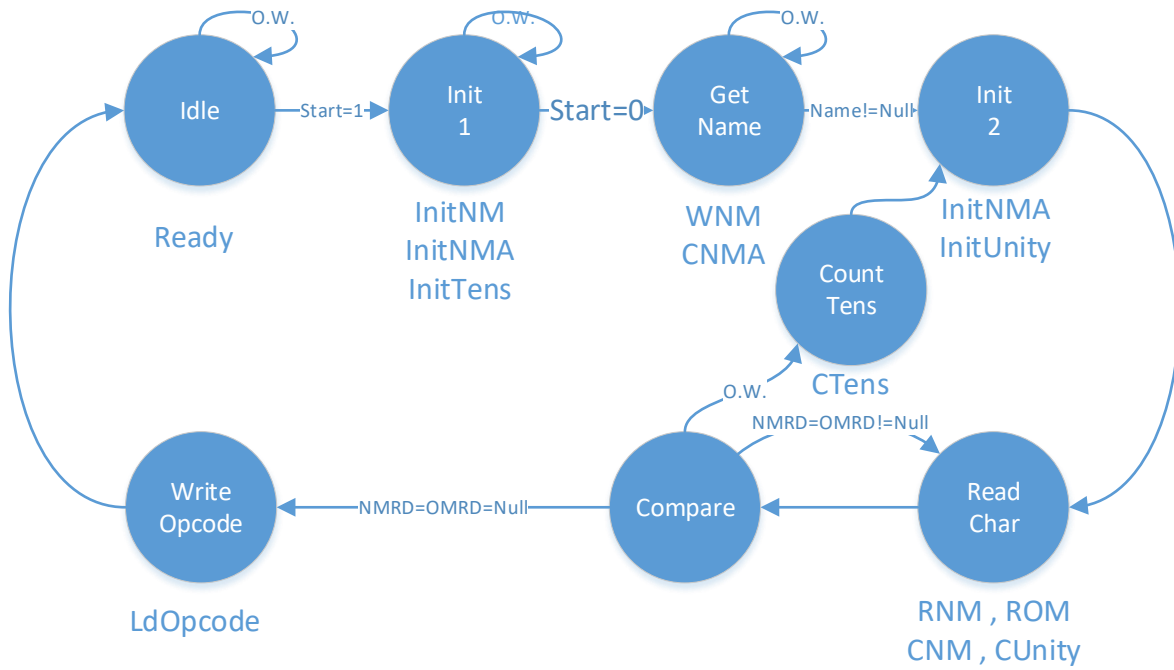 O.W.
O.W.
O.W.
Idle
Start=1
Init
1
Start=0
Get
Name
Name!=Null
Init
2
Ready
InitNM
InitNMA
InitTens
WNM
CNMA
InitNMA
InitUnity
Count
Tens
CTens
O.W.
NMRD=OMRD!=Null
Write
Opcode
NMRD=OMRD=Null
Compare
Read
Char
LdOpcode
RNM , ROM
CNM , CUnity